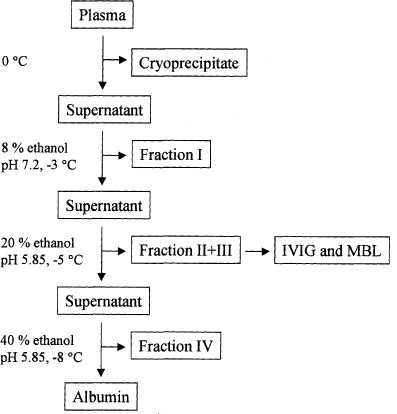 Plasma
0 °C
Cryoprecipitate
Supernatant
8 % ethanol
pH 7.2, -3 °C
Fraction I
Supernatant
20 % ethanol
pH 5.85, -5 °C
Fraction II+III
IVIG and MBL
Supernatant
40 % ethanol
pH 5.85, -8 °C
Fraction IV
Albumin